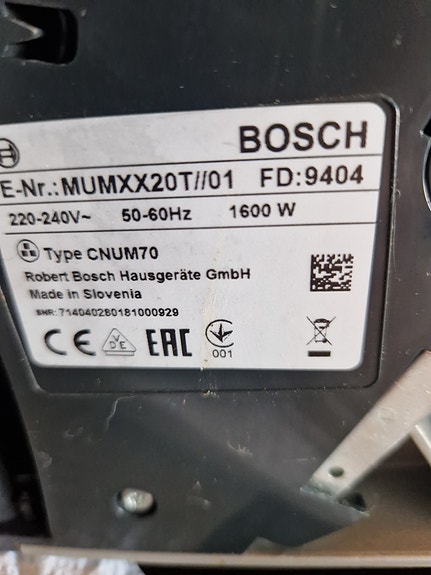 BOSCH
E-Nr.: MUMXX20T//01 FD:9404
220-240V~ 50-60Hz 1600 W
Type CNUM70
Robert Bosch Hausgeräte GmbH
Made in Slovenia
SNR:714040280181000929
CE VDE EAC 001